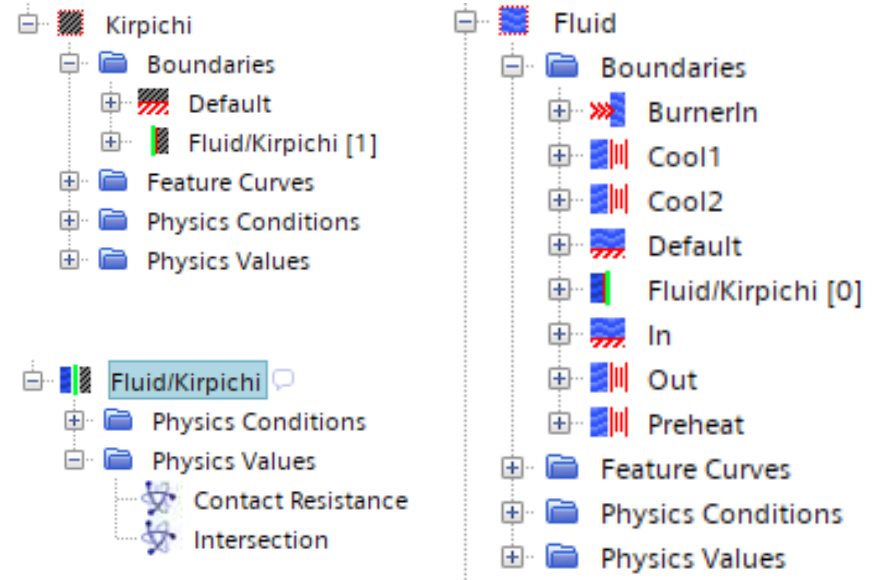 Kirpichi
Boundaries
Default
Fluid/Kirpichi [1]
Feature Curves
Physics Conditions
Physics Values
Fluid/Kirpichi
Physics Conditions
Physics Values
Contact Resistance
Intersection
Fluid
Boundaries
BurnerIn
Cool1
Cool2
Default
Fluid/Kirpichi [0]
In
Out
Preheat
Feature Curves
Physics Conditions
Physics Values